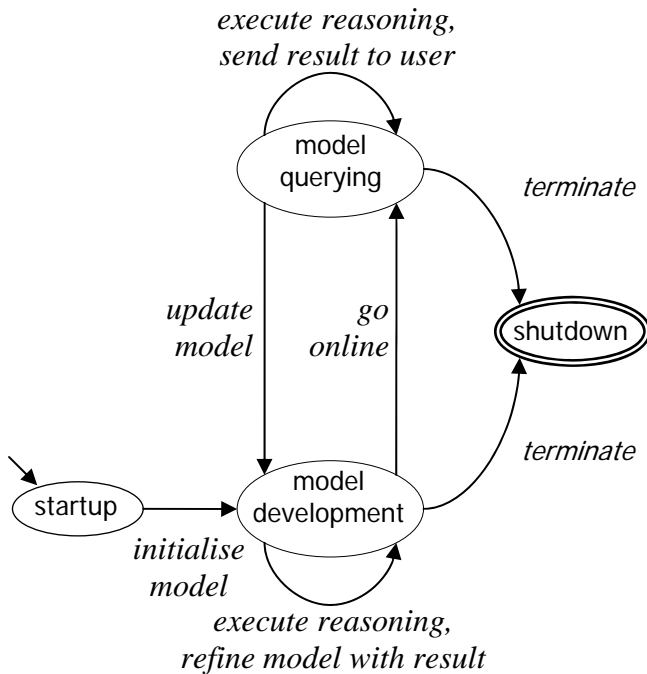 execute reasoning,
send result to user
model
querying
terminate
update
model
go
online
shutdown
terminate
model
development
startup
initialise
model
execute reasoning,
refine model with result